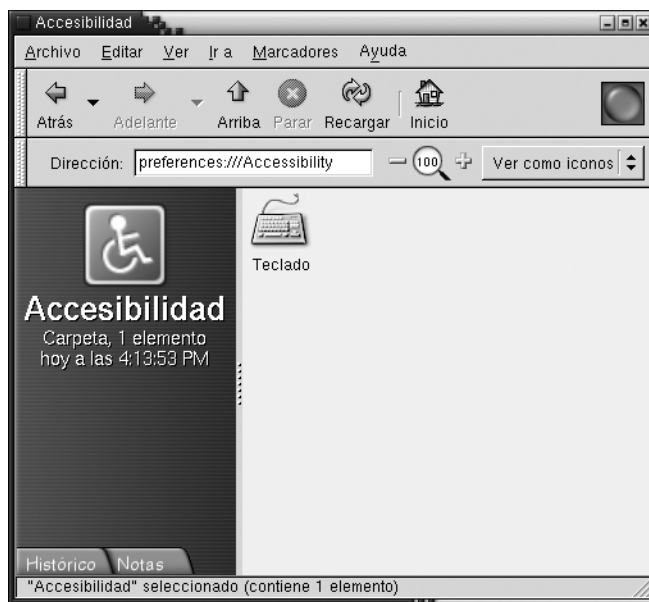 Accesibilidad
Archivo Editar Ver Ir a Marcadores Ayuda
Atrás Adelante Arriba Parar Recargar Inicio
Dirección: preferences:///Accessibility 100 Ver como iconos
Teclado
Accesibilidad
Carpeta, 1 elemento
hoy a las 4:13:53 PM
Histórico Notas
"Accesibilidad" seleccionado (contiene 1 elemento)